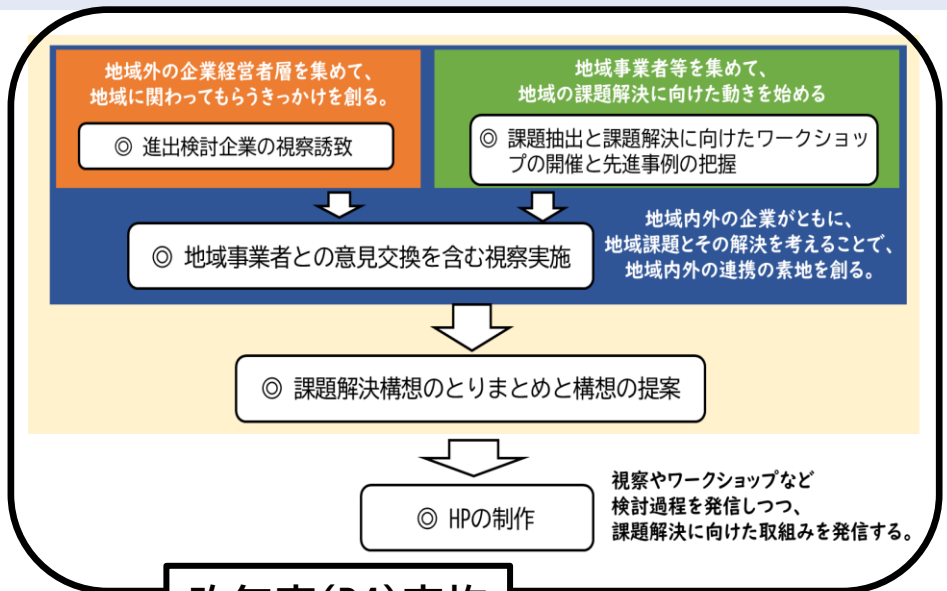 地域外の企業経営者層を集めて、
地域に関わってもらうきっかけを創る。
◎ 進出検討企業の視察誘致
地域事業者等を集めて、
地域の課題解決に向けた動きを始める
◎ 課題抽出と課題解決に向けたワークショッ
プの開催と先進事例の把握
◎ 地域事業者との意見交換を含む視察実施
地域内外の企業がともに、
地域課題とその解決を考えることで、
地域内外の連携の素地を創る。
◎ 課題解決構想のとりまとめと構想の提案
◎ HPの制作
視察やワークショップなど
検討過程を発信しつつ、
課題解決に向けた取組みを発信する。